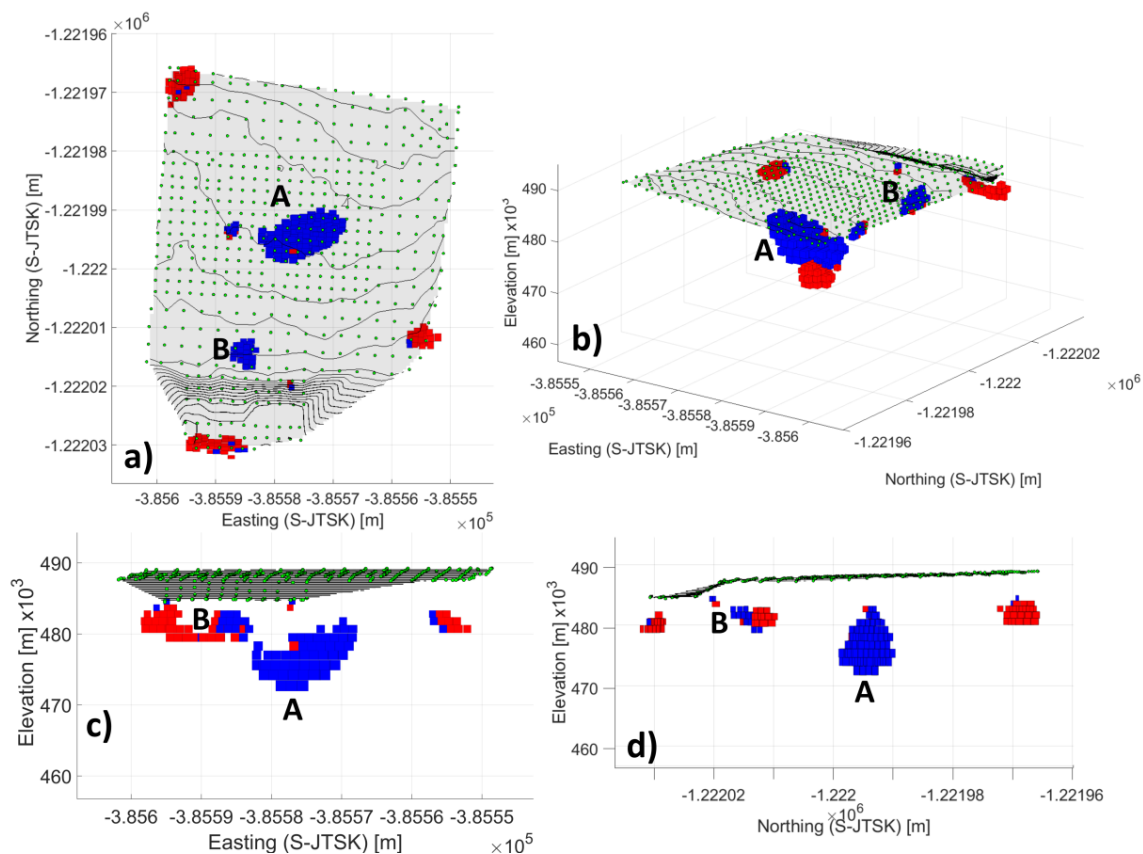 ×10⁶
-1.22196
-1.22197
-1.22198
-1.22199
-1.222
-1.22201
-1.22202
-1.22203
Northing (S-JTSK) [m]
A
B
a)
-3.856 -3.8559 -3.8558 -3.8557 -3.8556 -3.8555
Easting (S-JTSK) [m]
×10⁵
490
480
470
460
Elevation [m] x10³
A
B
b)
-3.8555
-3.8556
-3.8557
-3.8558
-3.8559
-3.856
×10⁵
Easting (S-JTSK) [m]
-1.22202
-1.222
-1.22198
-1.22196
×10⁶
Northing (S-JTSK) [m]
490
480
470
460
Elevation [m] x10³
B
A
c)
-3.856 -3.8559 -3.8558 -3.8557 -3.8556 -3.8555
×10⁵
Easting (S-JTSK) [m]
490
480
470
460
Elevation [m] x10³
B
A
d)
-1.22202 -1.222 -1.22198 -1.22196
×10⁶
Northing (S-JTSK) [m]